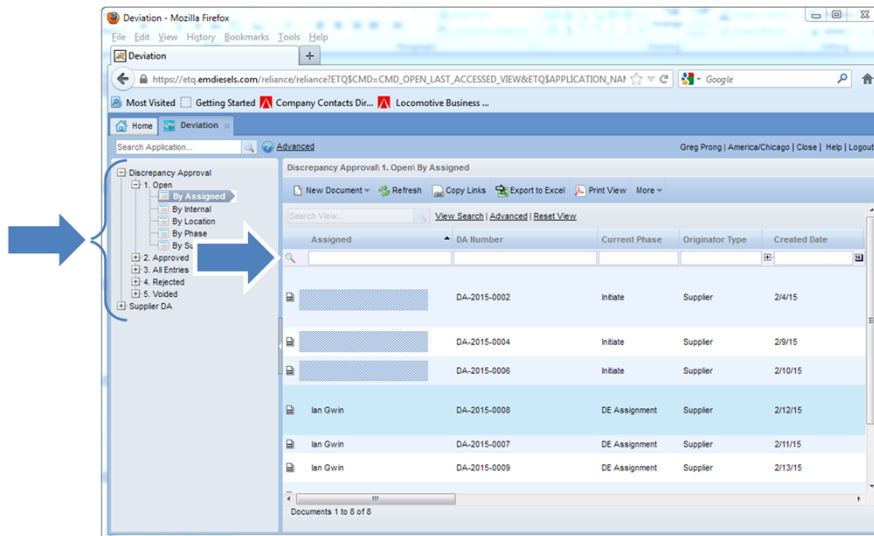 Deviation - Mozilla Firefox
File Edit View History Bookmarks Tools Help
Deviation +
https://etq.emdiesels.com/reliance/reliance?ETQ$CMD=CMD_OPEN_LAST_ACCESSED_VIEW&ETQ$APPLICATION_NAM Google
Most Visited Getting Started Company Contacts Dir... Locomotive Business ...
Home Deviation x
Search Application... Advanced Greg Prong | America/Chicago | Close | Help | Logout
Discrepancy Approval
1. Open
By Assigned
By Internal
By Location
By Phase
By Su
2. Approved
3. All Entries
4. Rejected
5. Voided
Supplier DA
Discrepancy Approval\ 1. Open\ By Assigned
New Document Refresh Copy Links Export to Excel Print View More
Search View... View Search | Advanced | Reset View
Assigned DA Number Current Phase Originator Type Created Date
DA-2015-0002 Initiate Supplier 2/4/15
DA-2015-0004 Initiate Supplier 2/9/15
DA-2015-0006 Initiate Supplier 2/10/15
Ian Gwin DA-2015-0008 DE Assignment Supplier 2/12/15
Ian Gwin DA-2015-0007 DE Assignment Supplier 2/11/15
Ian Gwin DA-2015-0009 DE Assignment Supplier 2/13/15
Documents 1 to 8 of 8